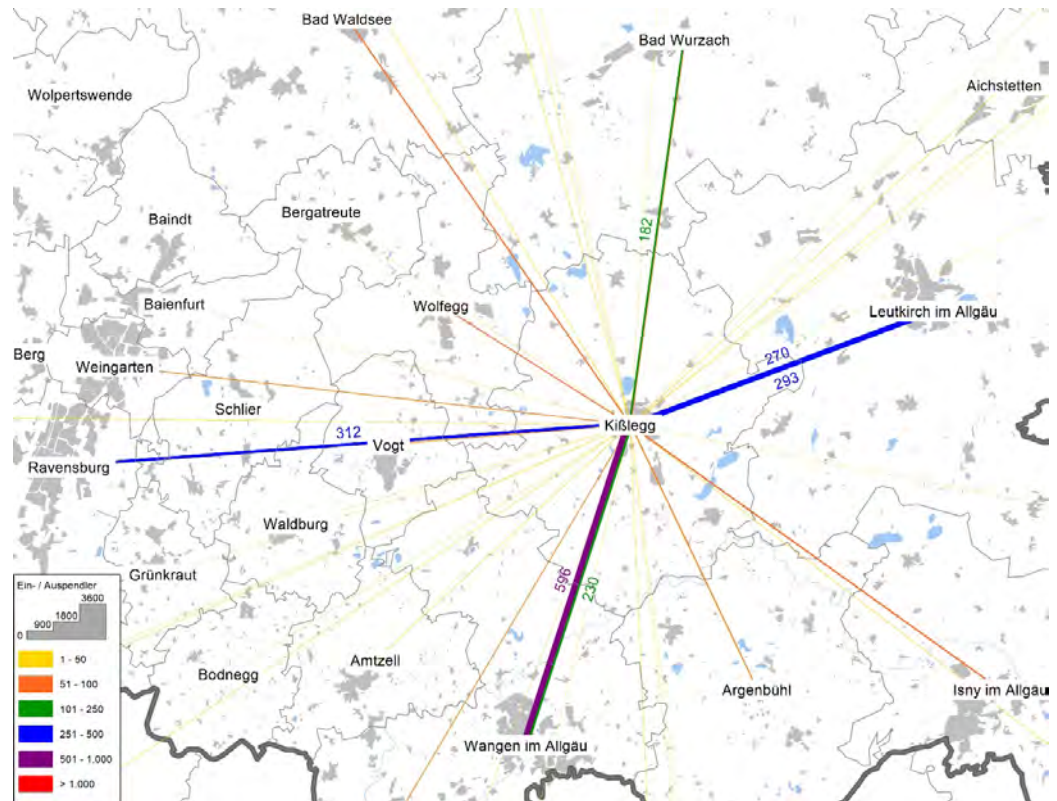 Bad Waldsee
Bad Wurzach
Aichstetten
Wolpertswende
Baindt
Bergatreute
182
Baienfurt
Wolfegg
Leutkirch im Allgäu
270
293
Berg
Weingarten
Schlier
312
Vogt
Kißlegg
Ravensburg
Waldburg
Grünkraut
596
230
Bodnegg
Amtzell
Argenbühl
Isny im Allgäu
Wangen im Allgäu
Ein- / Auspendler
3600
1800
900
0
1 - 50
51 - 100
101 - 250
251 - 500
501 - 1.000
> 1.000